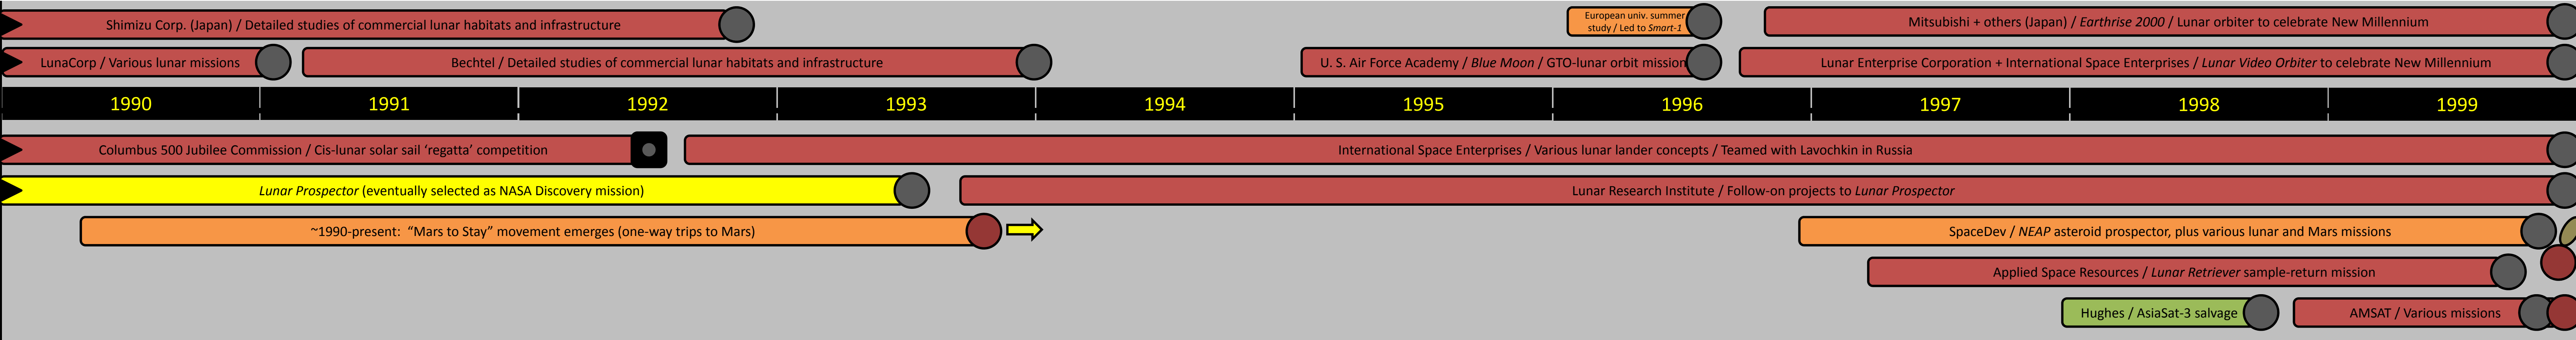 Shimizu Corp. (Japan) / Detailed studies of commercial lunar habitats and infrastructure
European univ. summer
study / Led to Smart-1
Mitsubishi + others (Japan) / Earthrise 2000 / Lunar orbiter to celebrate New Millennium
LunaCorp / Various lunar missions
Bechtel / Detailed studies of commercial lunar habitats and infrastructure
U. S. Air Force Academy / Blue Moon / GTO-lunar orbit mission
Lunar Enterprise Corporation + International Space Enterprises / Lunar Video Orbiter to celebrate New Millennium
1990 1991 1992 1993 1994 1995 1996 1997 1998 1999
Columbus 500 Jubilee Commission / Cis-lunar solar sail ‘regatta’ competition
International Space Enterprises / Various lunar lander concepts / Teamed with Lavochkin in Russia
Lunar Prospector (eventually selected as NASA Discovery mission)
Lunar Research Institute / Follow-on projects to Lunar Prospector
~1990-present: “Mars to Stay” movement emerges (one-way trips to Mars)
SpaceDev / NEAP asteroid prospector, plus various lunar and Mars missions
Applied Space Resources / Lunar Retriever sample-return mission
Hughes / AsiaSat-3 salvage
AMSAT / Various missions